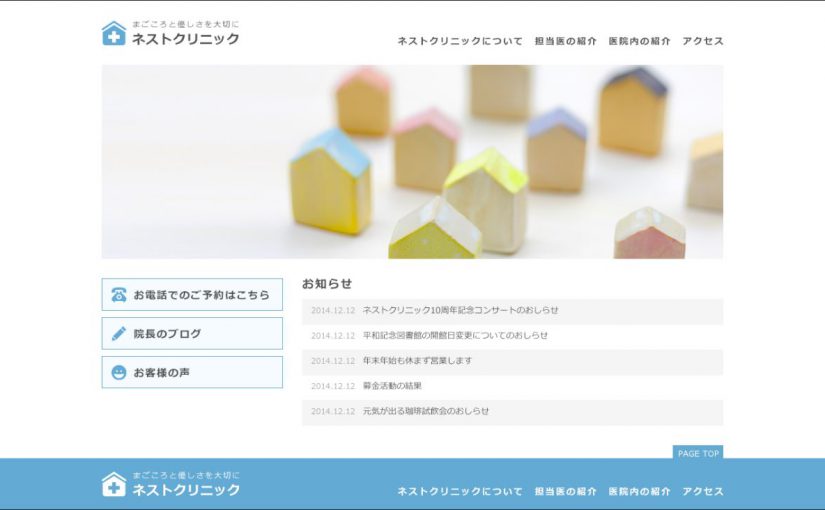 まごころと優しさを大切に
ネストクリニック
ネストクリニックについて 担当医の紹介 医院内の紹介 アクセス
お電話でのご予約はこちら
院長のブログ
お客様の声
お知らせ
2014.12.12 ネストクリニック10周年記念コンサートのおしらせ
2014.12.12 平和記念図書館の開館日変更についてのおしらせ
2014.12.12 年末年始も休まず営業します
2014.12.12 募金活動の結果
2014.12.12 元気が出る珈琲試飲会のおしらせ
PAGE TOP
まごころと優しさを大切に
ネストクリニック
ネストクリニックについて 担当医の紹介 医院内の紹介 アクセス